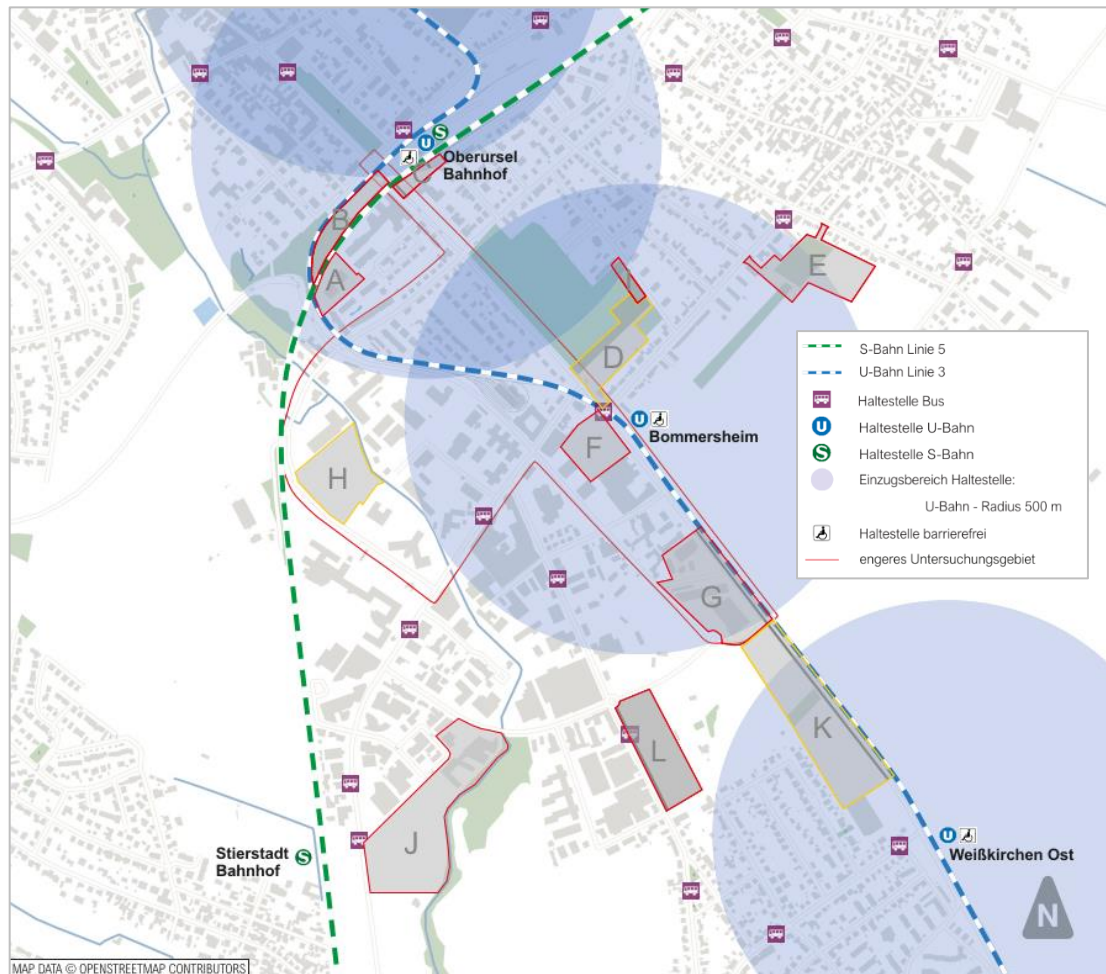 S
U
Oberursel
Bahnhof
C
B
A
E
I
D
U
Bommersheim
F
H
G
K
L
J
Stierstadt
Bahnhof
S
U
Weißkirchen Ost
N
S-Bahn Linie 5
U-Bahn Linie 3
Haltestelle Bus
U Haltestelle U-Bahn
S Haltestelle S-Bahn
Einzugsbereich Haltestelle:
U-Bahn - Radius 500 m
Haltestelle barrierefrei
engeres Untersuchungsgebiet
MAP DATA © OPENSTREETMAP CONTRIBUTORS